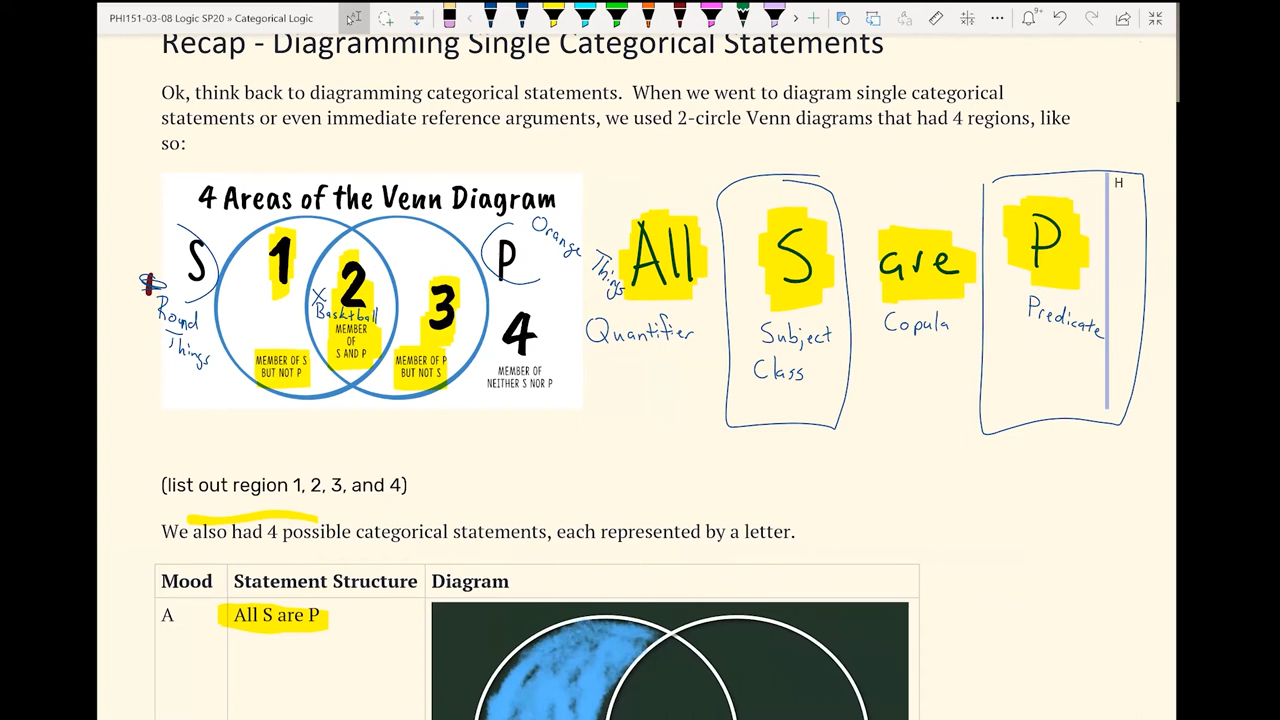 PHI151-03-08 Logic SP20 » Categorical Logic
9+
Recap - Diagramming Single Categorical Statements
Ok, think back to diagramming categorical statements. When we went to diagram single categorical
statements or even immediate reference arguments, we used 2-circle Venn diagrams that had 4 regions, like
so:
4 Areas of the Venn Diagram
S
1
2
3
P
4
Orange
Things
Round
Things
X
Basktball
MEMBER OF S
BUT NOT P
MEMBER
OF
S AND P
MEMBER OF P
BUT NOT S
MEMBER OF
NEITHER S NOR P
All S are P
H
Quantifier
Subject
Class
Copula
Predicate
(list out region 1, 2, 3, and 4)
We also had 4 possible categorical statements, each represented by a letter.
Mood Statement Structure Diagram
A All S are P